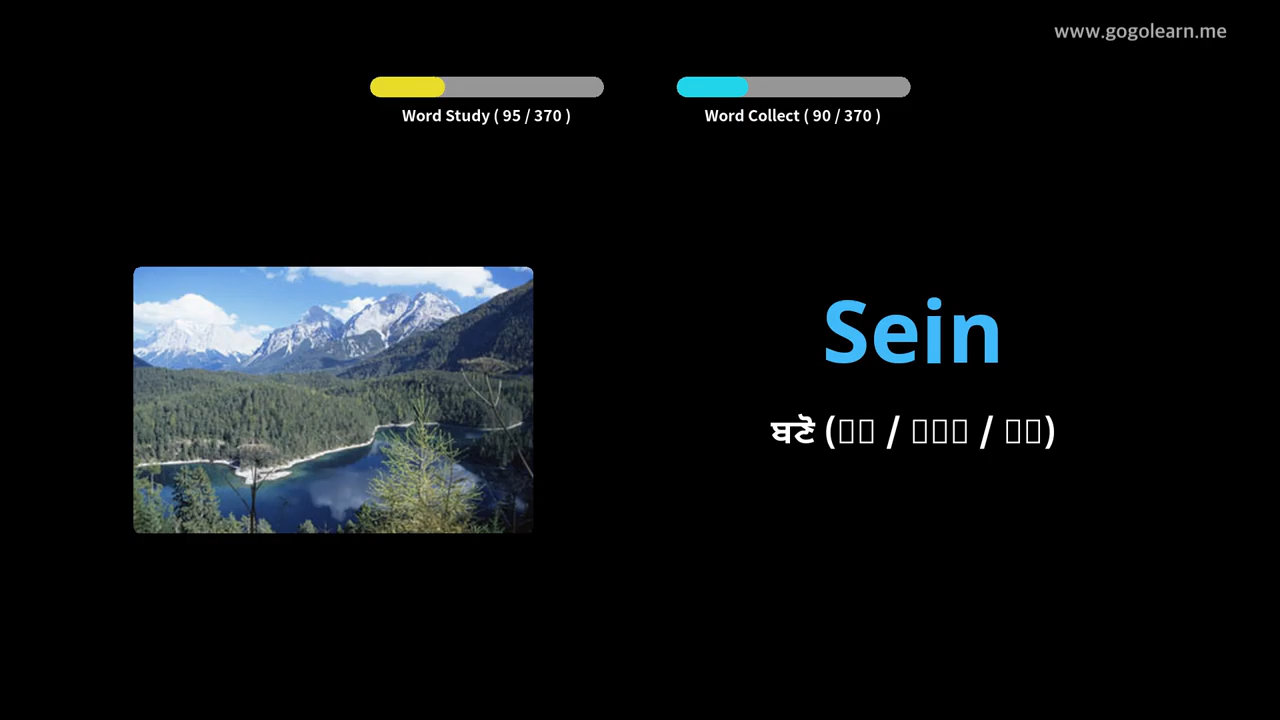 www.gogolearn.me
Word Study ( 95 / 370 )
Word Collect ( 90 / 370 )
Sein
ਬਣੋ (□□ / □□□ / □□)